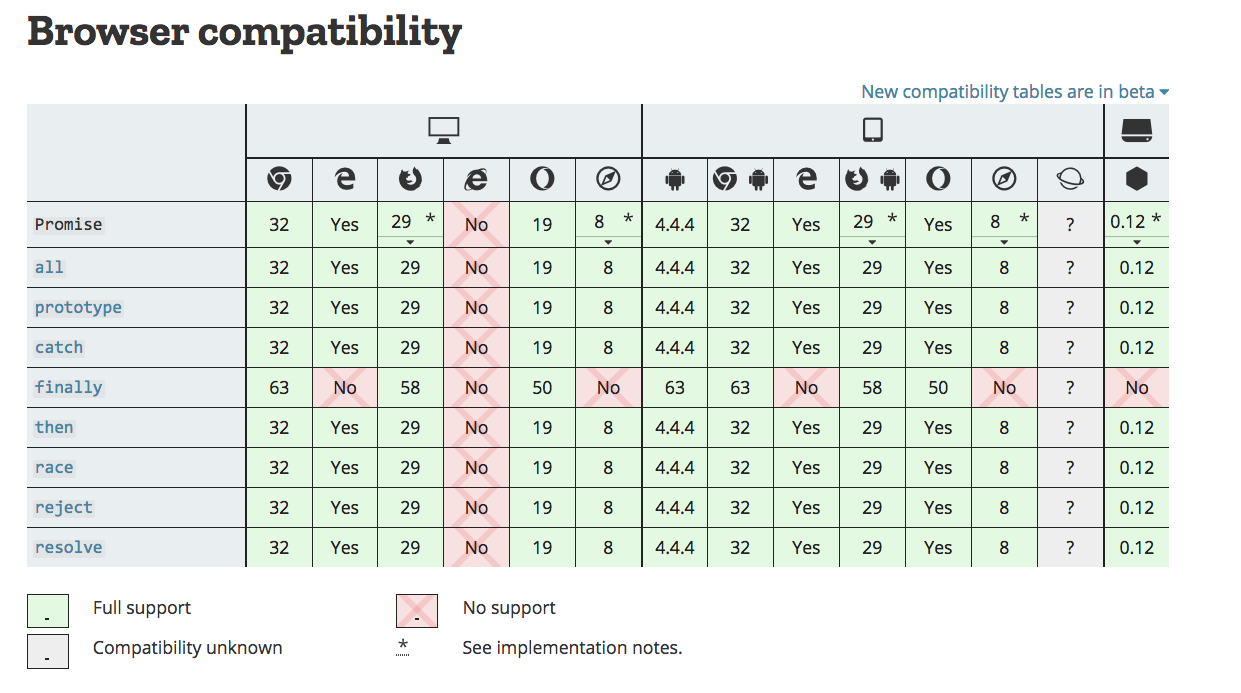 Browser compatibility
New compatibility tables are in beta
Promise 32 Yes 29 * No 19 8 * 4.4.4 32 Yes 29 * Yes 8 * ? 0.12 *
all 32 Yes 29 No 19 8 4.4.4 32 Yes 29 Yes 8 ? 0.12
prototype 32 Yes 29 No 19 8 4.4.4 32 Yes 29 Yes 8 ? 0.12
catch 32 Yes 29 No 19 8 4.4.4 32 Yes 29 Yes 8 ? 0.12
finally 63 No 58 No 50 No 63 63 No 58 50 No ? No
then 32 Yes 29 No 19 8 4.4.4 32 Yes 29 Yes 8 ? 0.12
race 32 Yes 29 No 19 8 4.4.4 32 Yes 29 Yes 8 ? 0.12
reject 32 Yes 29 No 19 8 4.4.4 32 Yes 29 Yes 8 ? 0.12
resolve 32 Yes 29 No 19 8 4.4.4 32 Yes 29 Yes 8 ? 0.12
- Full support - No support
- Compatibility unknown * See implementation notes.